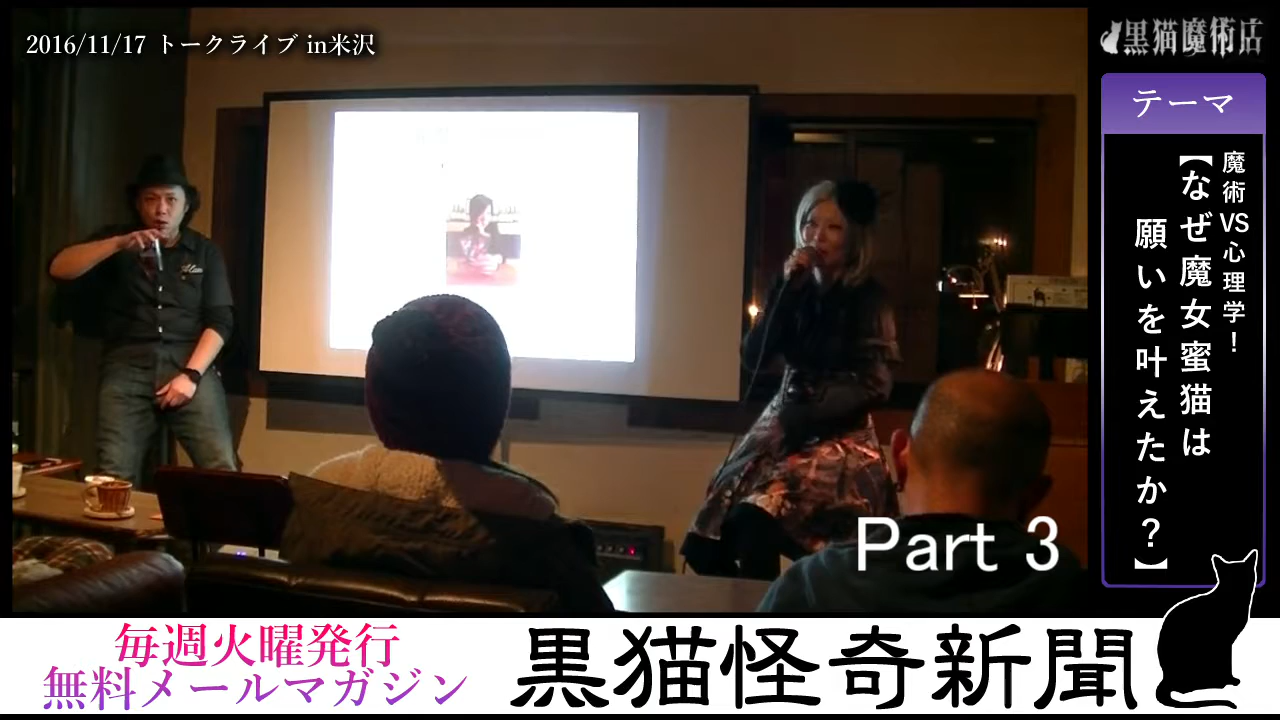 2016/11/17 トークライブ in米沢
黒猫魔術店
テーマ
魔術VS心理学！
【なぜ魔女蜜猫は
願いを叶えたか？】
Part 3
毎週火曜発行
無料メールマガジン
黒猫怪奇新聞